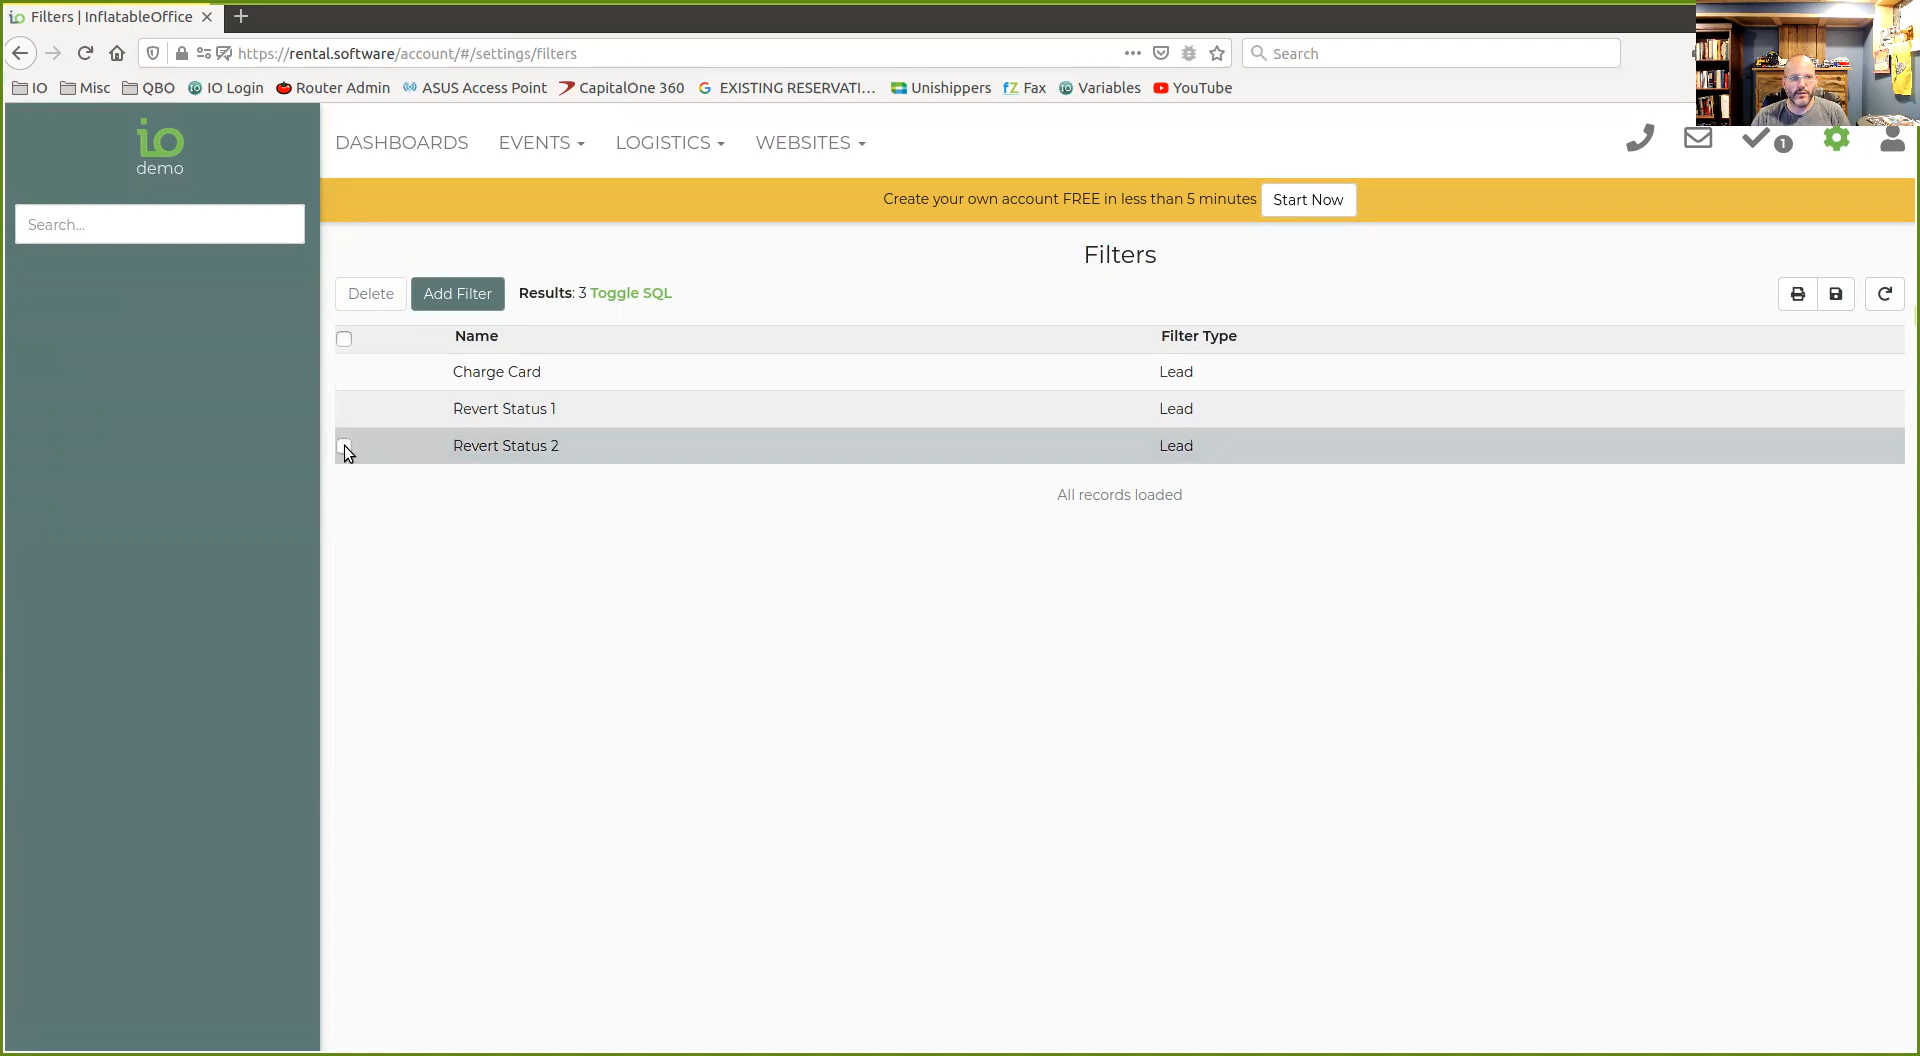 Filters | InflatableOffice
https://rental.software/account/#/settings/filters
Search
IO Misc QBO IO Login Router Admin ASUS Access Point CapitalOne 360 EXISTING RESERVATI... Unishippers Fax Variables YouTube
io
demo
DASHBOARDS EVENTS LOGISTICS WEBSITES
1
Create your own account FREE in less than 5 minutes Start Now
Search...
Filters
Delete Add Filter Results: 3 Toggle SQL
Name Filter Type
Charge Card Lead
Revert Status 1 Lead
Revert Status 2 Lead
All records loaded